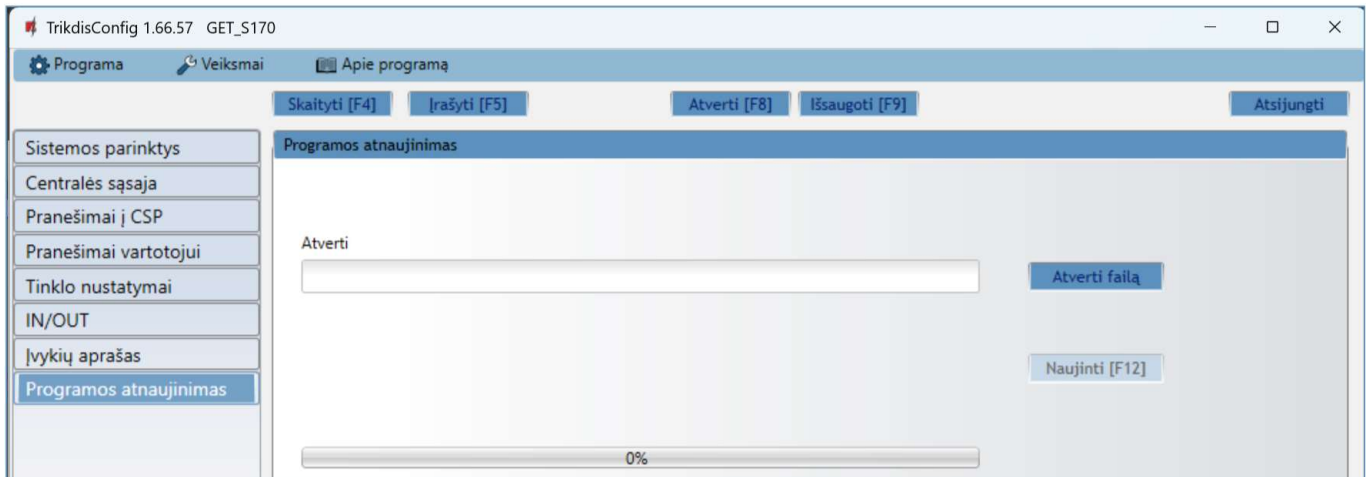 TrikdisConfig 1.66.57 GET_S170
Programa Veiksmai Apie programą
Skaityti [F4] Įrašyti [F5] Atverti [F8] Išsaugoti [F9] Atsijungti
Sistemos parinktys
Centralės sąsaja
Pranešimai į CSP
Pranešimai vartotojui
Tinklo nustatymai
IN/OUT
Įvykių aprašas
Programos atnaujinimas
Programos atnaujinimas
Atverti
Atverti failą
Naujinti [F12]
0%